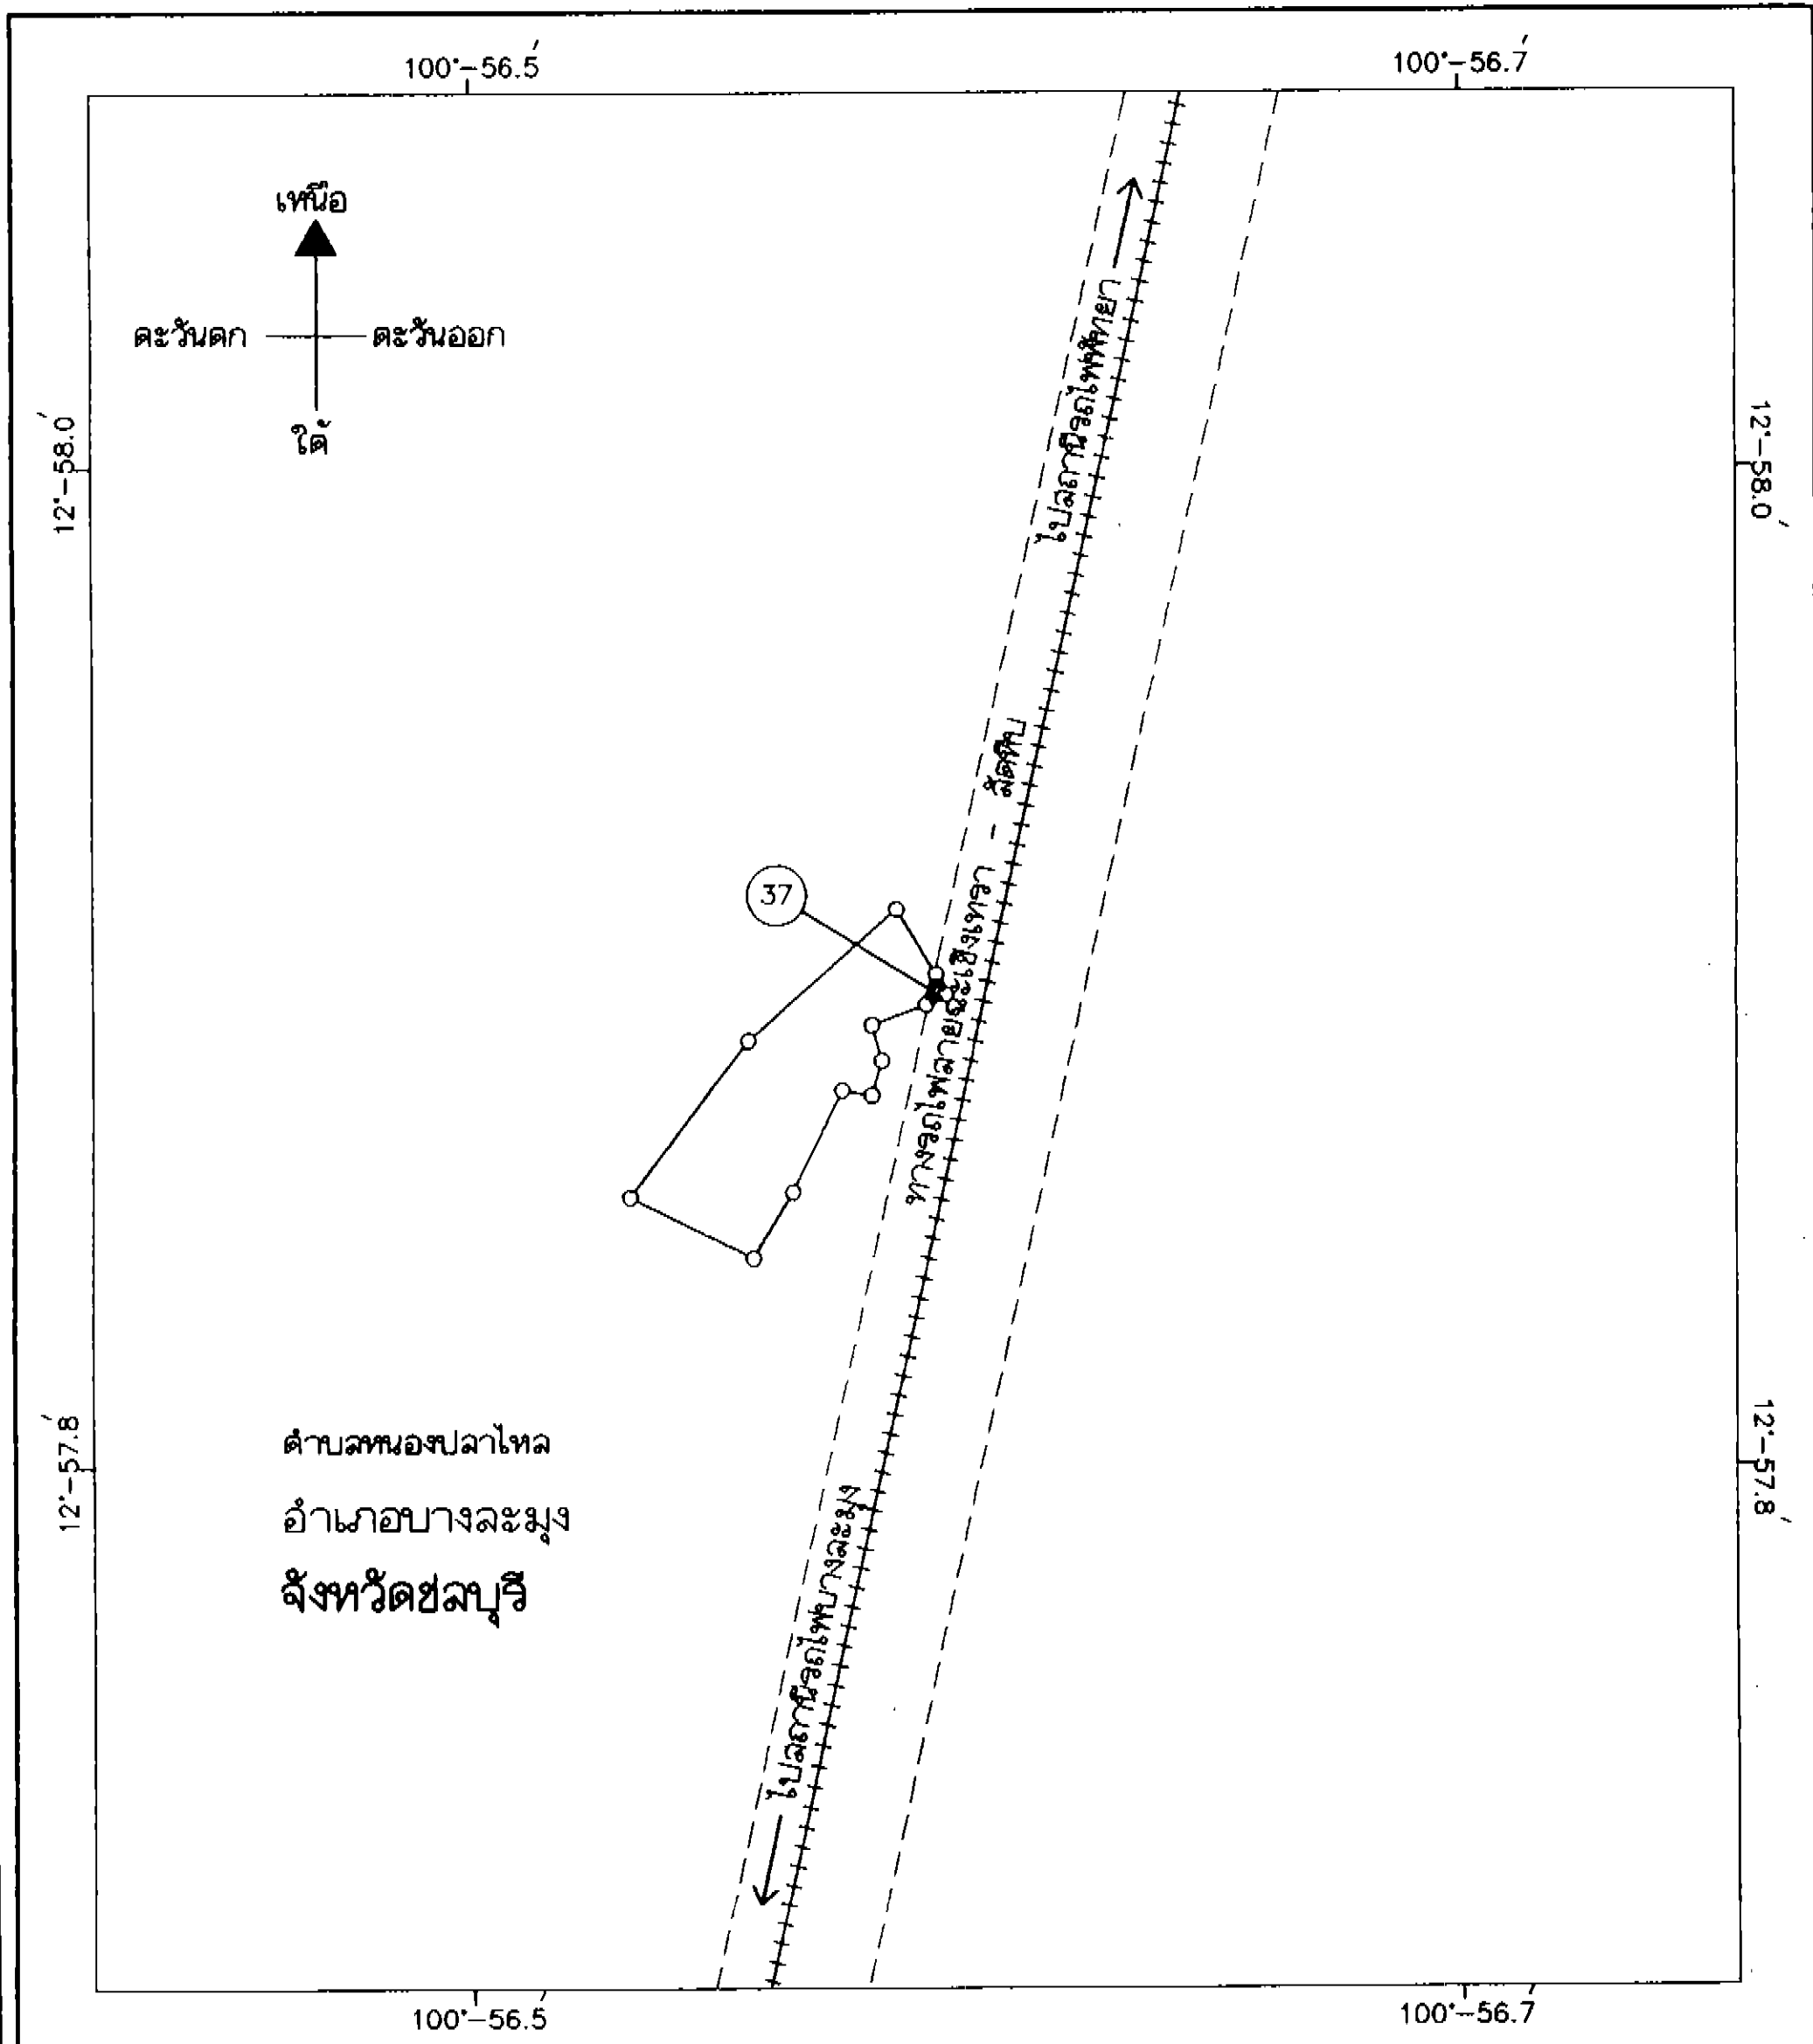 100°-56.5′
100°-56.7′
เหนือ
ตะวันตก
ตะวันออก
ใต้
12°-58.0′
12°-58.0′
ไปสถานีรถไฟพัทยา
ทางรถไฟสายฉะเชิงเทรา - สัตหีบ
37
12°-57.8′
12°-57.8′
ตำบลหนองปลาไหล
อำเภอบางละมุง
จังหวัดชลบุรี
ไปสถานีรถไฟบางละมุง
100°-56.5′
100°-56.7′